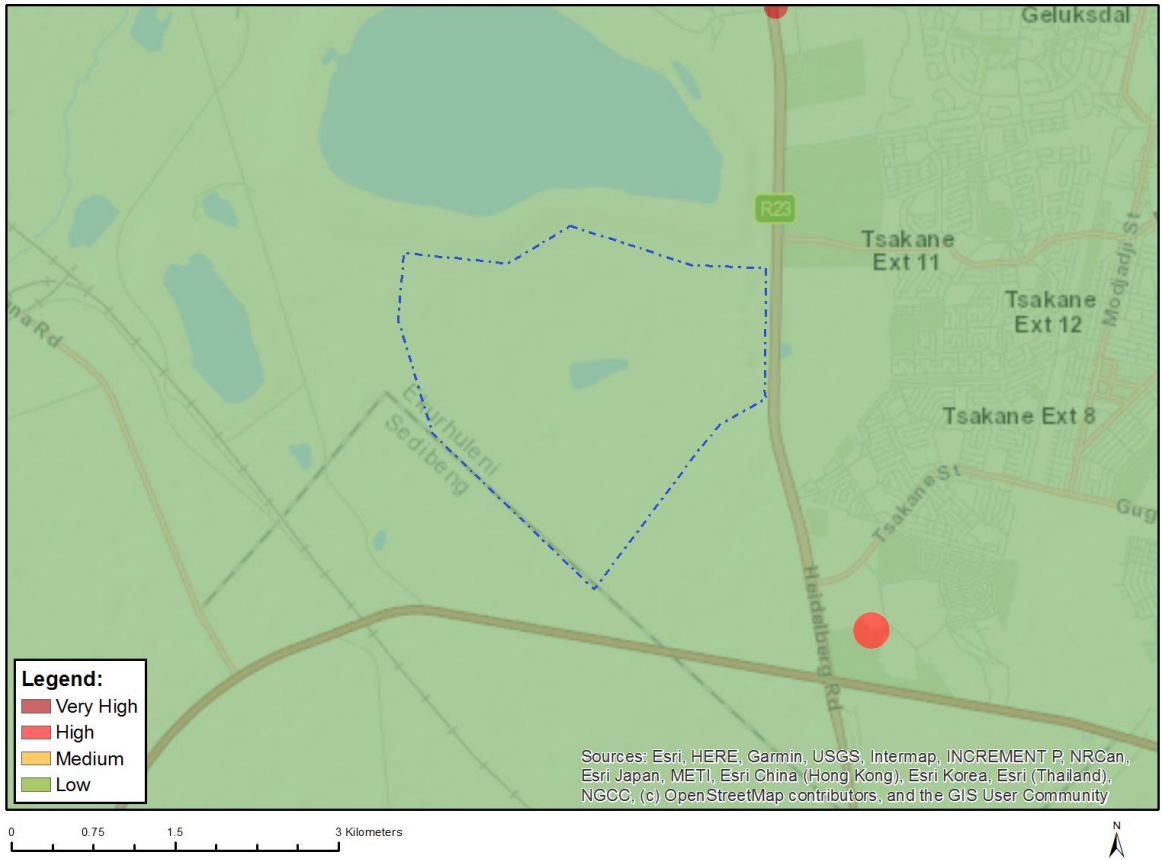 Geluksdal
R23
Tsakane
Ext 11
Modjadji St
Tsakane
Ext 12
na Rd
Ekurhuleni
Sedibeng
Tsakane Ext 8
Tsakane St
Gug
Heidelberg Rd
Legend:
Very High
High
Medium
Low
Sources: Esri, HERE, Garmin, USGS, Intermap, INCREMENT P, NRCan,
Esri Japan, METI, Esri China (Hong Kong), Esri Korea, Esri (Thailand),
NGCC, (c) OpenStreetMap contributors, and the GIS User Community
0 0.75 1.5 3 Kilometers
N